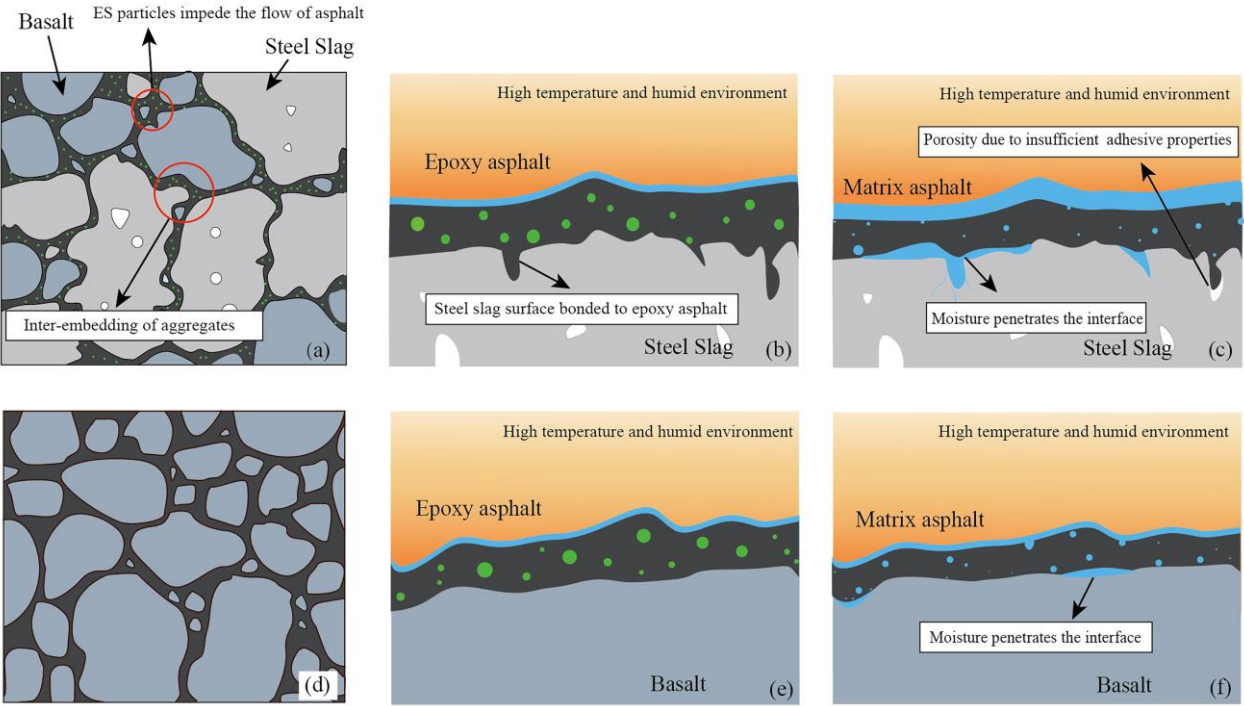 ES particles impede the flow of asphalt
Basalt
Steel Slag
Inter-embedding of aggregates
(a)
High temperature and humid environment
Epoxy asphalt
Steel slag surface bonded to epoxy asphalt
Steel Slag
(b)
High temperature and humid environment
Porosity due to insufficient adhesive properties
Matrix asphalt
Moisture penetrates the interface
Steel Slag
(c)
(d)
High temperature and humid environment
Epoxy asphalt
Basalt
(e)
High temperature and humid environment
Matrix asphalt
Moisture penetrates the interface
Basalt
(f)